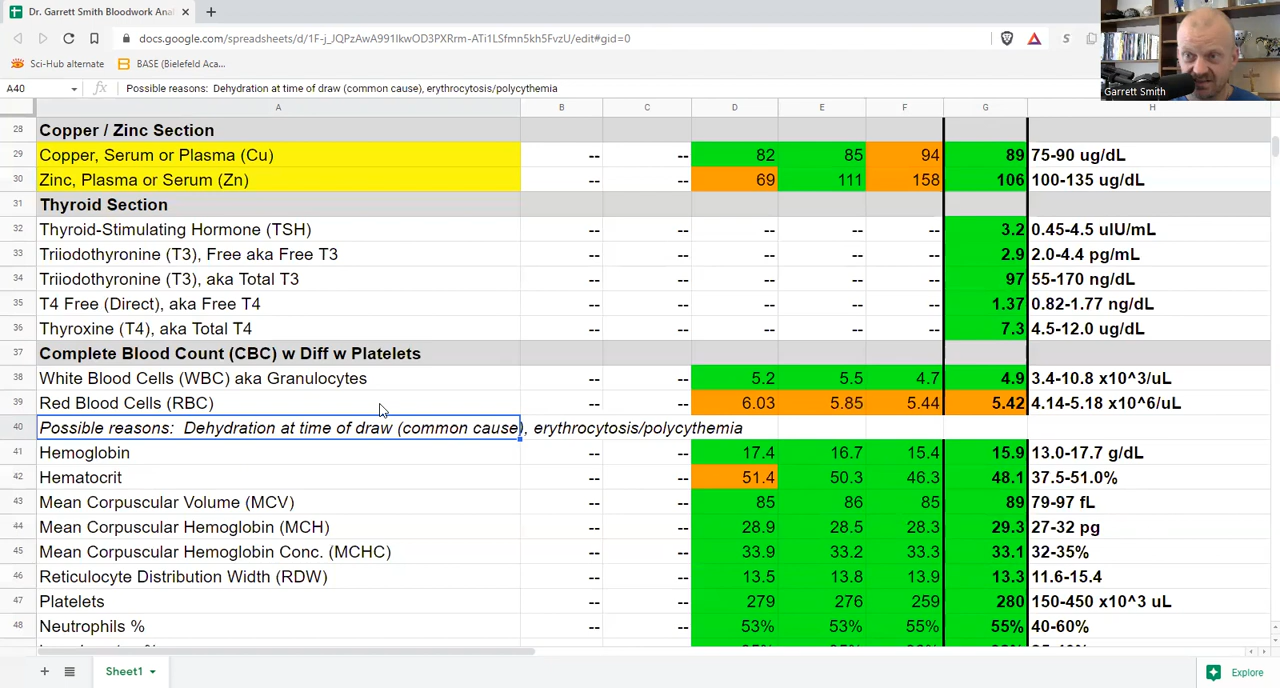 Dr. Garrett Smith Bloodwork Anal
docs.google.com/spreadsheets/d/1F-j_JQPzAwA991IkwOD3PXRrm-ATi1LSfmn5kh5FvzU/edit#gid=0
Sci-Hub alternate BASE (Bielefeld Aca...
Garrett Smith
A40 fx Possible reasons: Dehydration at time of draw (common cause), erythrocytosis/polycythemia
A B C D E F G H
28 Copper / Zinc Section
29 Copper, Serum or Plasma (Cu) -- -- 82 85 94 89 75-90 ug/dL
30 Zinc, Plasma or Serum (Zn) -- -- 69 111 158 106 100-135 ug/dL
31 Thyroid Section
32 Thyroid-Stimulating Hormone (TSH) -- -- -- -- -- 3.2 0.45-4.5 uIU/mL
33 Triiodothyronine (T3), Free aka Free T3 -- -- -- -- -- 2.9 2.0-4.4 pg/mL
34 Triiodothyronine (T3), aka Total T3 -- -- -- -- -- 97 55-170 ng/dL
35 T4 Free (Direct), aka Free T4 -- -- -- -- -- 1.37 0.82-1.77 ng/dL
36 Thyroxine (T4), aka Total T4 -- -- -- -- -- 7.3 4.5-12.0 ug/dL
37 Complete Blood Count (CBC) w Diff w Platelets
38 White Blood Cells (WBC) aka Granulocytes -- -- 5.2 5.5 4.7 4.9 3.4-10.8 x10^3/uL
39 Red Blood Cells (RBC) -- -- 6.03 5.85 5.44 5.42 4.14-5.18 x10^6/uL
40 Possible reasons: Dehydration at time of draw (common cause), erythrocytosis/polycythemia
41 Hemoglobin -- -- 17.4 16.7 15.4 15.9 13.0-17.7 g/dL
42 Hematocrit -- -- 51.4 50.3 46.3 48.1 37.5-51.0%
43 Mean Corpuscular Volume (MCV) -- -- 85 86 85 89 79-97 fL
44 Mean Corpuscular Hemoglobin (MCH) -- -- 28.9 28.5 28.3 29.3 27-32 pg
45 Mean Corpuscular Hemoglobin Conc. (MCHC) -- -- 33.9 33.2 33.3 33.1 32-35%
46 Reticulocyte Distribution Width (RDW) -- -- 13.5 13.8 13.9 13.3 11.6-15.4
47 Platelets -- -- 279 276 259 280 150-450 x10^3 uL
48 Neutrophils % -- -- 53% 53% 55% 55% 40-60%
Sheet1 Explore